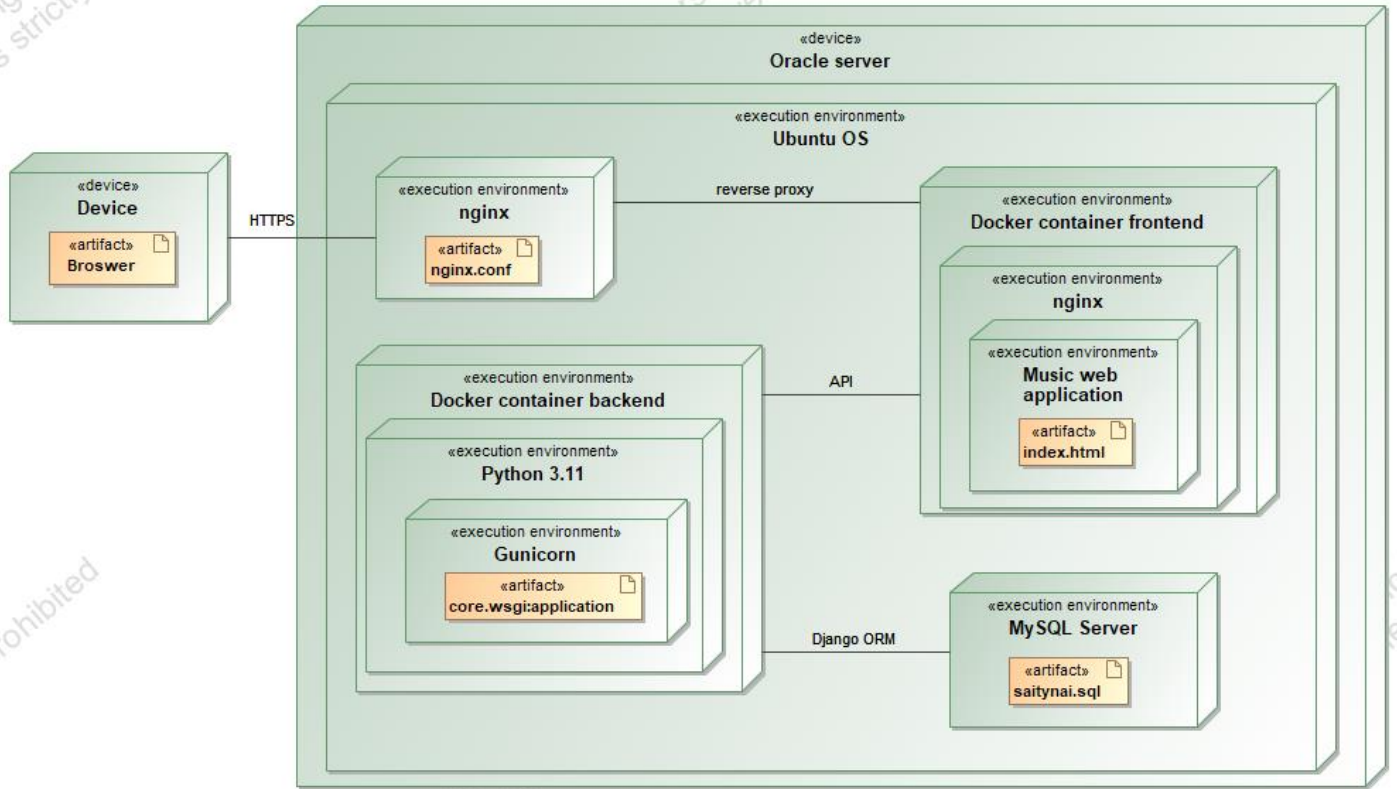 «device»
Oracle server
«execution environment»
Ubuntu OS
«device»
Device
«artifact»
Broswer
HTTPS
«execution environment»
nginx
«artifact»
nginx.conf
reverse proxy
«execution environment»
Docker container frontend
«execution environment»
nginx
«execution environment»
Music web
application
«artifact»
index.html
«execution environment»
Docker container backend
API
«execution environment»
Python 3.11
«execution environment»
Gunicorn
«artifact»
core.wsgi:application
Django ORM
«execution environment»
MySQL Server
«artifact»
saitynai.sql